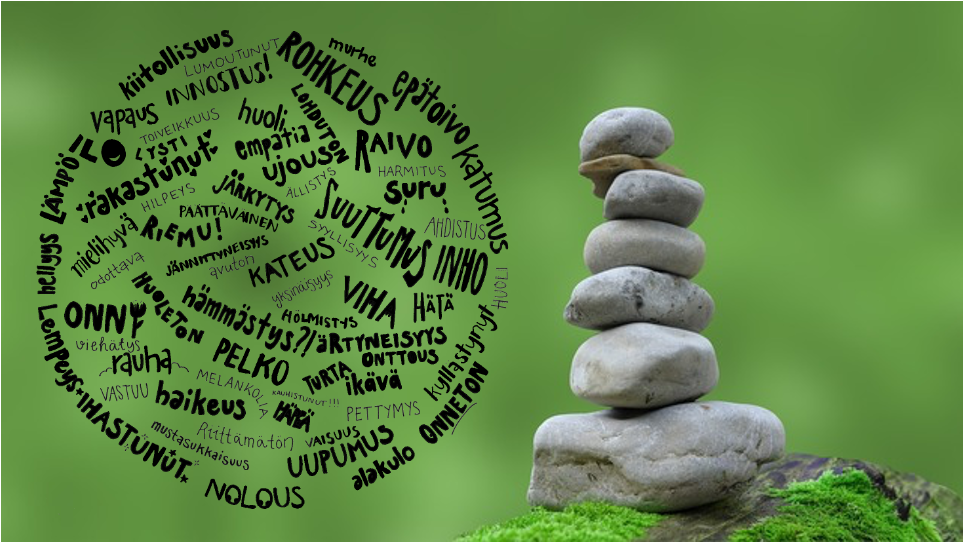 kiitollisuus
LUMOUTUNUT
INNOSTUS!
ROHKEUS
murhe
epätoivo
vapaus
TOIVEIKKUUS
huoli
LOHDUTON
ILO
LYSTI
empatia
RAIVO
katumus
LÄMPÖ
rakastunut
ujous
HARMITUS
HILPEYS
JÄRKYTYS
ÄLLISTYS
suru
mielihyvä
PÄÄTTÄVÄINEN
RIEMU!
SUUTTUMUS
AHDISTUS
SYYLLISYYS
hellyys
odottava
JÄNNITTYNEISYYS
avuton
KATEUS
INHO
HUOLI
HUOLETON
yksinäisyys
VIHA
HÄTÄ
ONNI
hämmästys?!
HÖLMISTYS
ÄRTYNEISYYS
kyllästynyt
Lempeys
viehätys
rauha
PELKO
ONTTOUS
TURTA
ikävä
VASTUU
haikeus
MELANKOLIA
KAUHISTUNUT!!!
PETTYMYS
ONNETON
IHASTUNUT
mustasukkaisuus
Riittämätön
VAISUUS
UUPUMUS
alakulo
NOLOUS